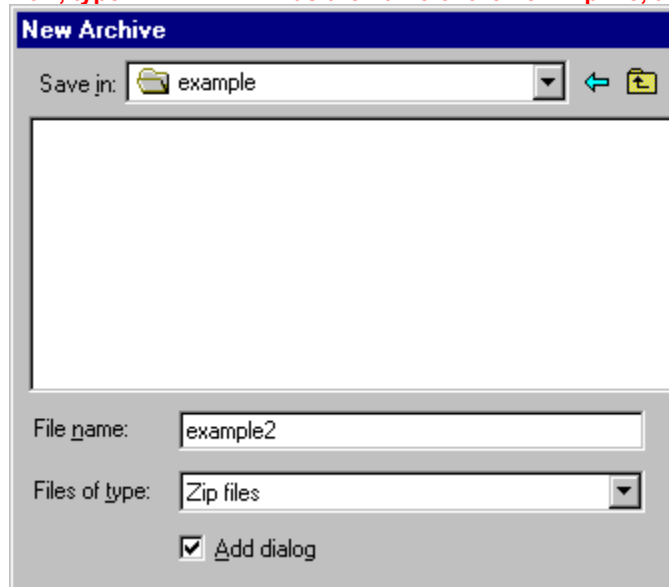 New Archive
Save in: example
File name: example2
Files of type: Zip files
Add dialog